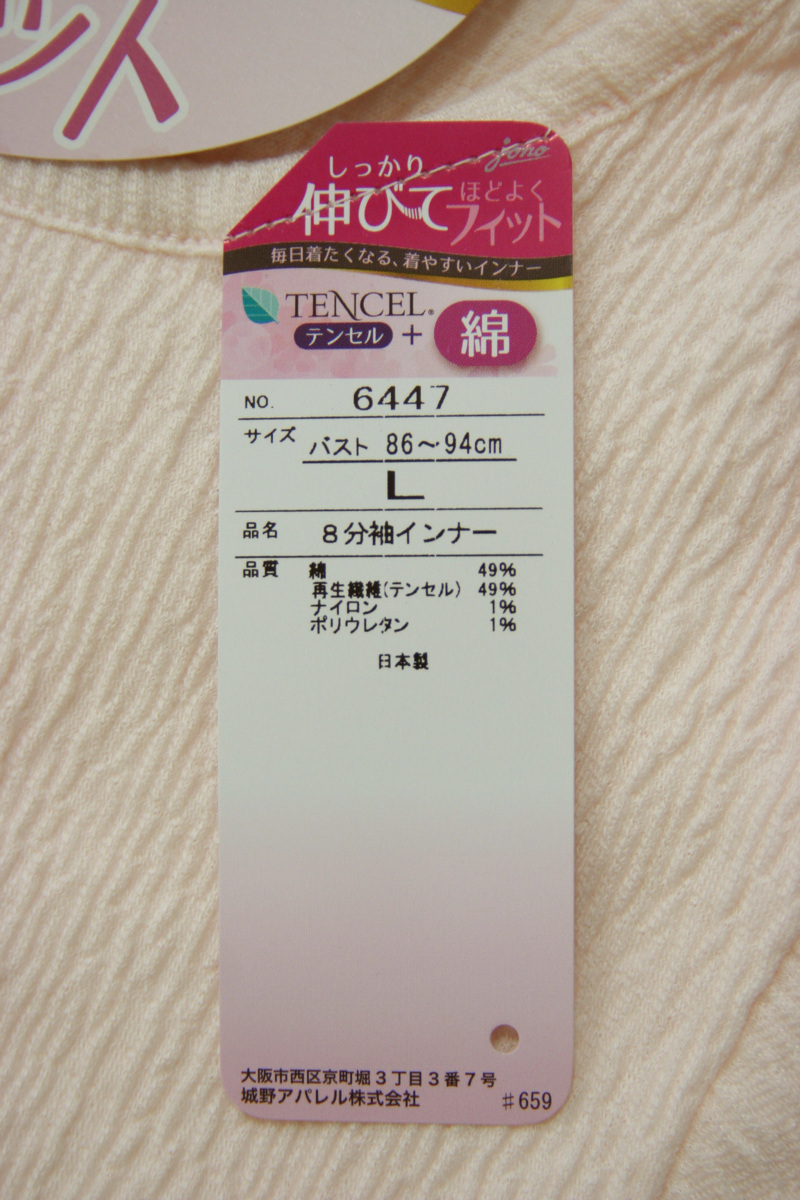 ット
joho
しっかり
伸びて ほどよくフィット
毎日着たくなる、着やすいインナー
TENCEL®
テンセル + 綿
NO. 6447
サイズ バスト 86～94cm
L
品名 8分袖インナー
品質 綿 49%
再生繊維(テンセル) 49%
ナイロン 1%
ポリウレタン 1%
日本製
大阪市西区京町堀3丁目3番7号
城野アパレル株式会社 #659